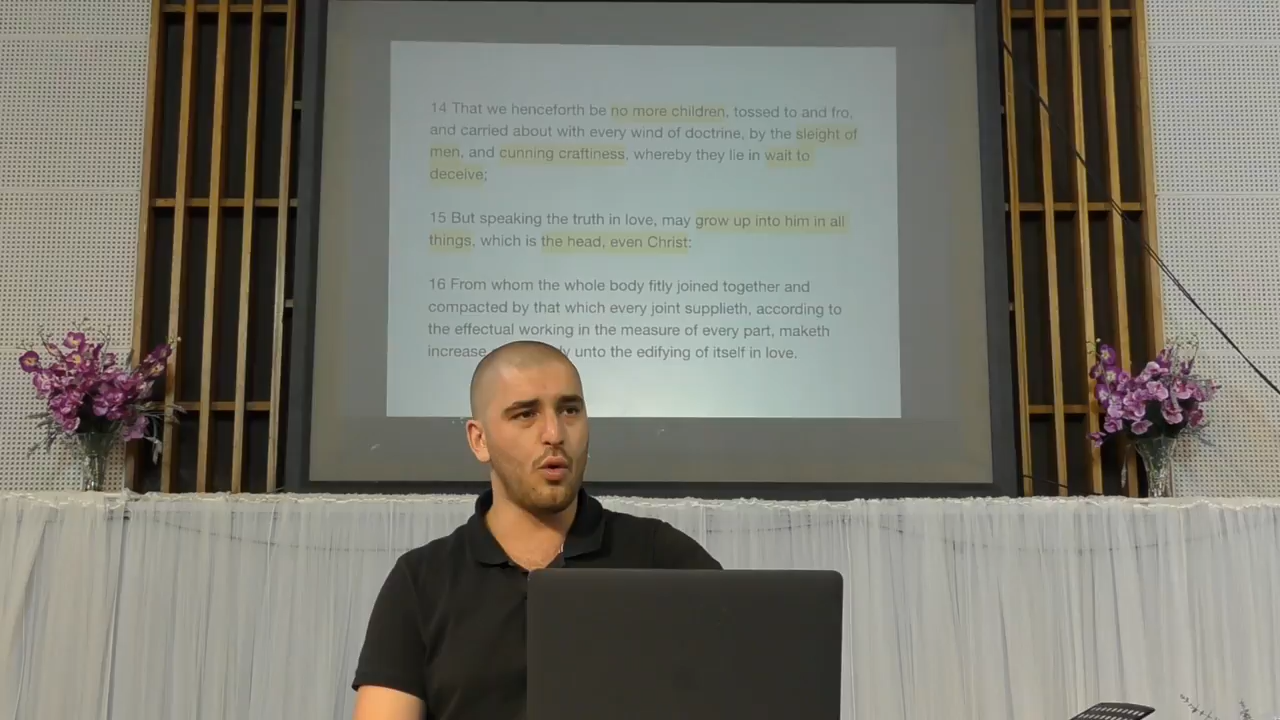 14 That we henceforth be no more children, tossed to and fro,
and carried about with every wind of doctrine, by the sleight of
men, and cunning craftiness, whereby they lie in wait to
deceive;
15 But speaking the truth in love, may grow up into him in all
things, which is the head, even Christ:
16 From whom the whole body fitly joined together and
compacted by that which every joint supplieth, according to
the effectual working in the measure of every part, maketh
increase unto the edifying of itself in love.